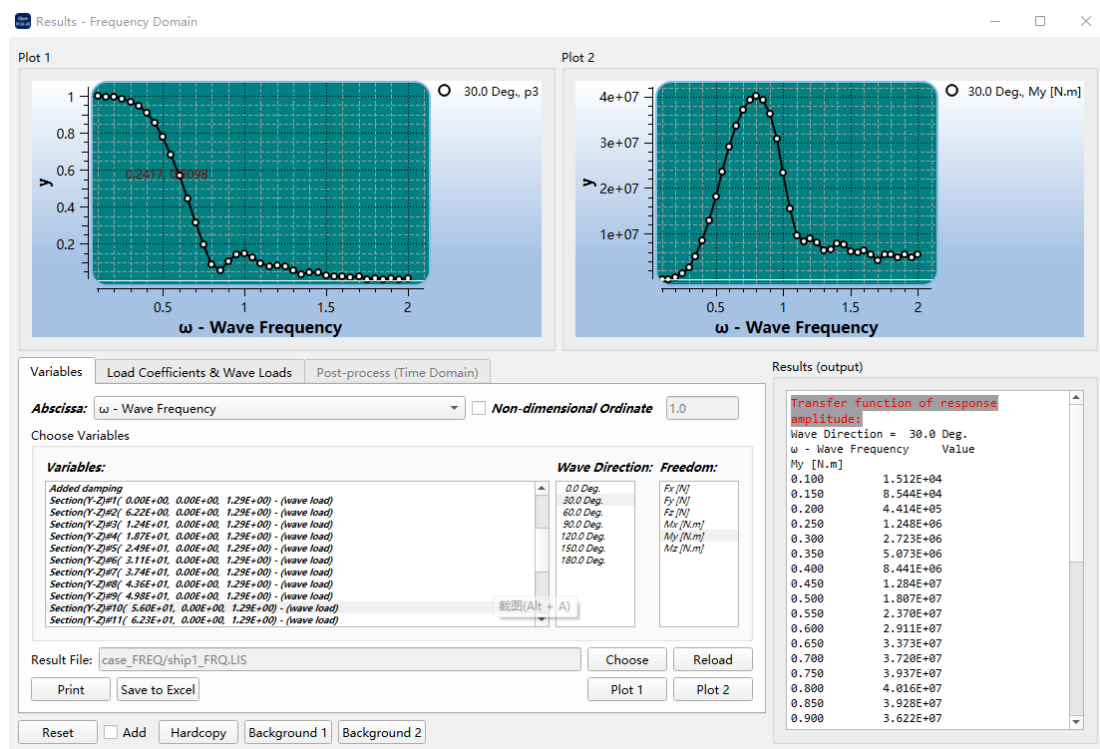 Results - Frequency Domain
Plot 1
Plot 2
1
0.8
0.6
0.4
0.2
y
0.2417, 0.6098
0.5
1
1.5
2
ω - Wave Frequency
30.0 Deg., p3
4e+07
3e+07
2e+07
1e+07
y
0.5
1
1.5
2
ω - Wave Frequency
30.0 Deg., My [N.m]
Variables
Load Coefficients & Wave Loads
Post-process (Time Domain)
Abscissa:
ω - Wave Frequency
Non-dimensional Ordinate
1.0
Choose Variables
Variables:
Added damping
Section(Y-Z)#1( 0.00E+00, 0.00E+00, 1.29E+00) - (wave load)
Section(Y-Z)#2( 6.22E+00, 0.00E+00, 1.29E+00) - (wave load)
Section(Y-Z)#3( 1.24E+01, 0.00E+00, 1.29E+00) - (wave load)
Section(Y-Z)#4( 1.87E+01, 0.00E+00, 1.29E+00) - (wave load)
Section(Y-Z)#5( 2.49E+01, 0.00E+00, 1.29E+00) - (wave load)
Section(Y-Z)#6( 3.11E+01, 0.00E+00, 1.29E+00) - (wave load)
Section(Y-Z)#7( 3.74E+01, 0.00E+00, 1.29E+00) - (wave load)
Section(Y-Z)#8( 4.36E+01, 0.00E+00, 1.29E+00) - (wave load)
Section(Y-Z)#9( 4.98E+01, 0.00E+00, 1.29E+00) - (wave load)
Section(Y-Z)#10( 5.60E+01, 0.00E+00, 1.29E+00) - (wave load)
Section(Y-Z)#11( 6.23E+01, 0.00E+00, 1.29E+00) - (wave load)
截图(Alt + A)
Wave Direction:
0.0 Deg.
30.0 Deg.
60.0 Deg.
90.0 Deg.
120.0 Deg.
150.0 Deg.
180.0 Deg.
Freedom:
Fx [N]
Fy [N]
Fz [N]
Mx [N.m]
My [N.m]
Mz [N.m]
Result File:
case_FREQ/ship1_FRQ.LIS
Choose
Reload
Print
Save to Excel
Plot 1
Plot 2
Reset
Add
Hardcopy
Background 1
Background 2
Results (output)
Transfer function of response
amplitude:
Wave Direction = 30.0 Deg.
ω - Wave Frequency Value
My [N.m]
0.100 1.512E+04
0.150 8.544E+04
0.200 4.414E+05
0.250 1.248E+06
0.300 2.723E+06
0.350 5.073E+06
0.400 8.441E+06
0.450 1.284E+07
0.500 1.807E+07
0.550 2.370E+07
0.600 2.911E+07
0.650 3.373E+07
0.700 3.720E+07
0.750 3.937E+07
0.800 4.016E+07
0.850 3.928E+07
0.900 3.622E+07